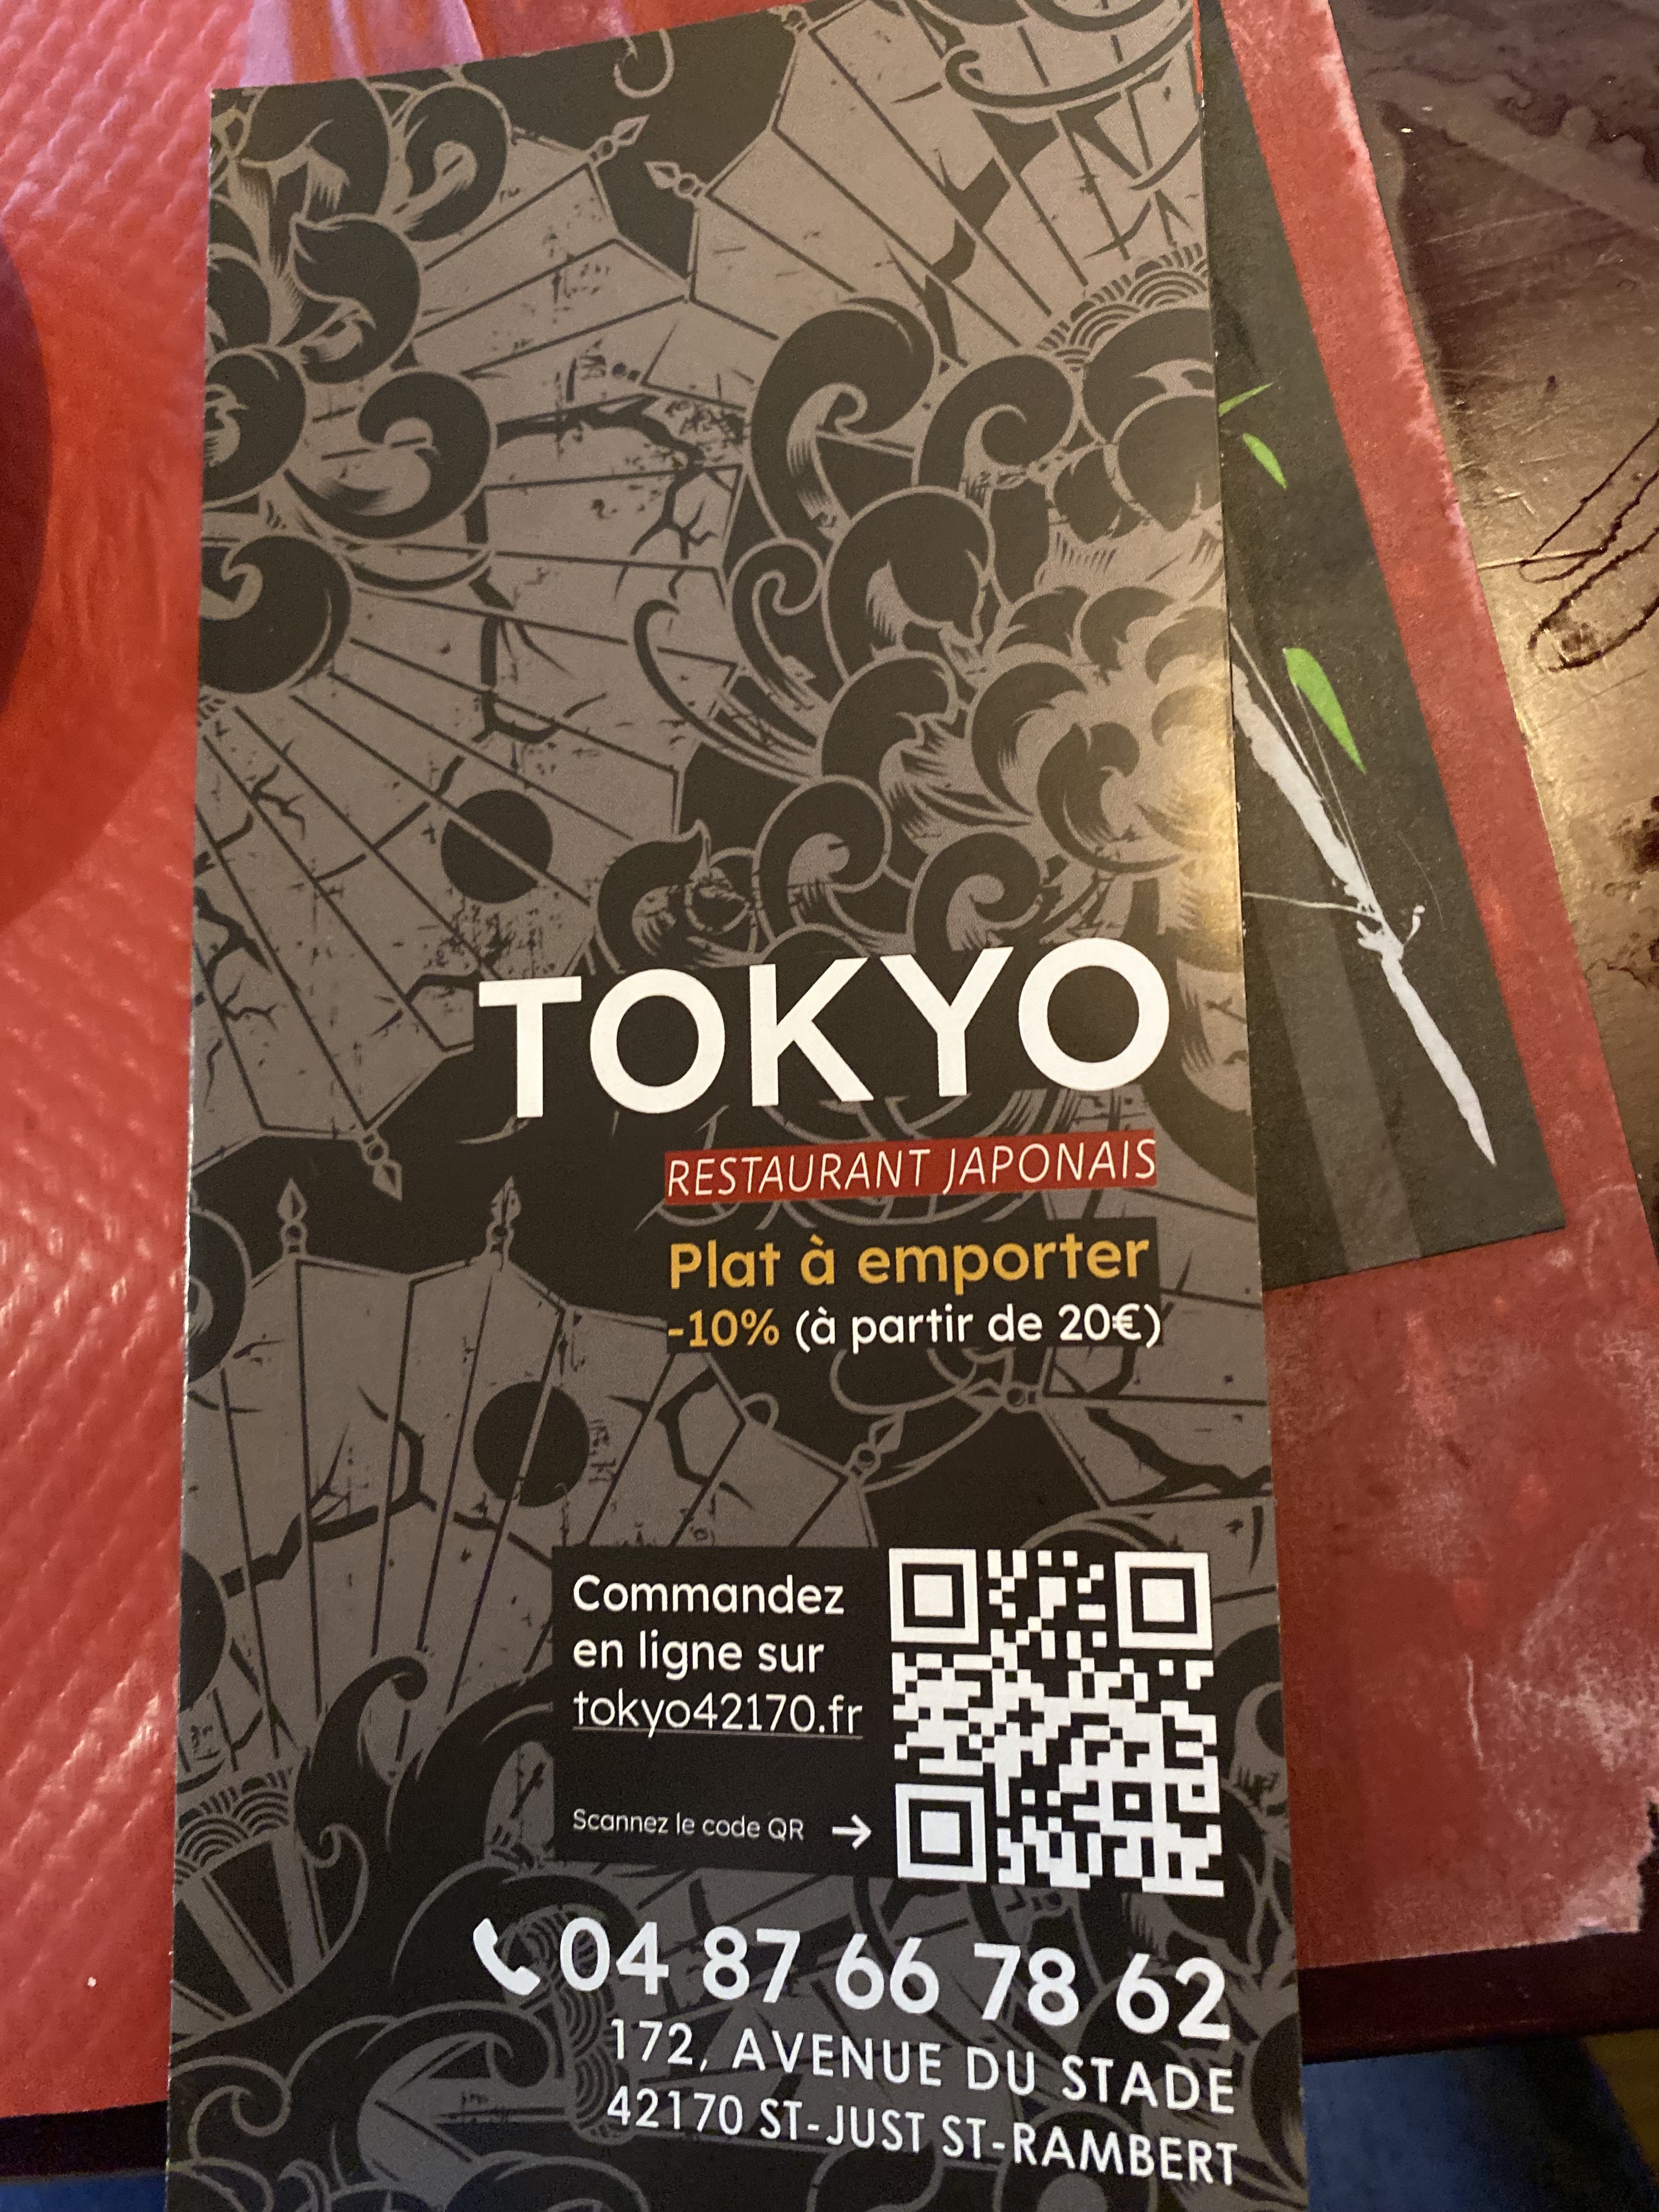 TOKYO
RESTAURANT JAPONAIS
Plat à emporter
-10% (à partir de 20€)
Commandez
en ligne sur
tokyo42170.fr
Scannez le code QR →
04 87 66 78 62
172, AVENUE DU STADE
42170 ST-JUST ST-RAMBERT